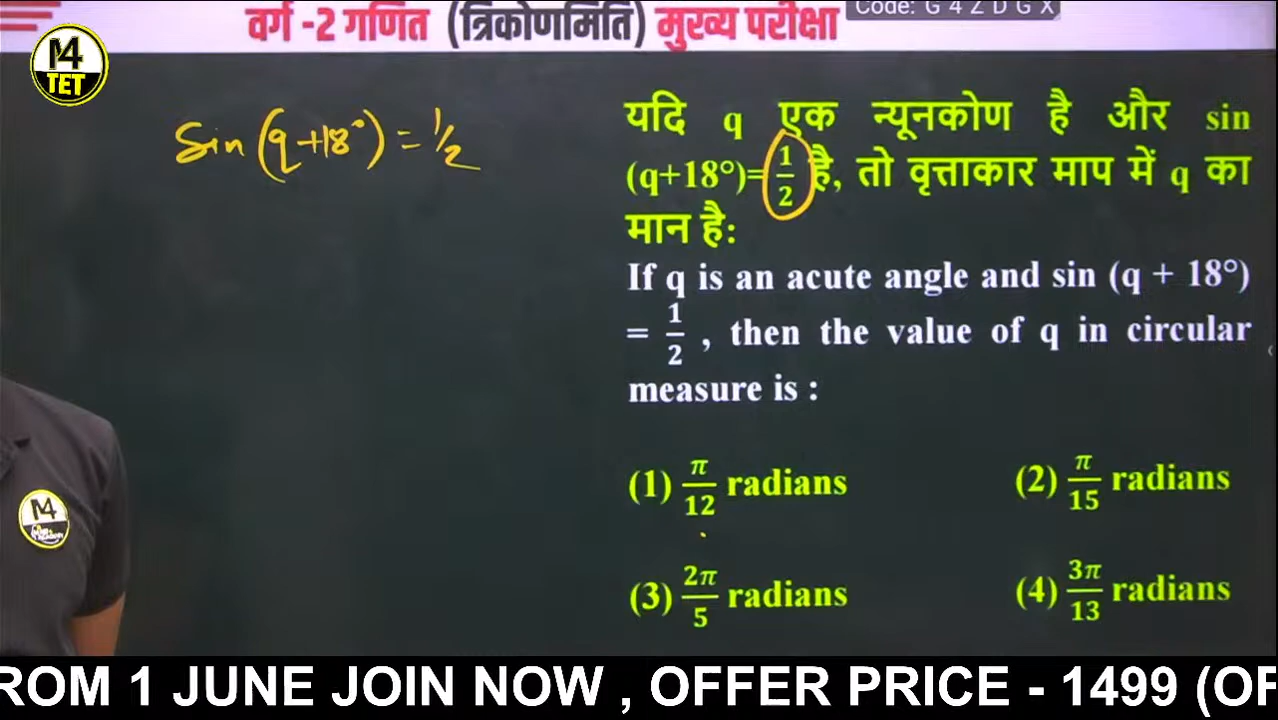 वर्ग -2 गणित (त्रिकोणमिति) मुख्य परीक्षा Code: G 4 Z D G X
M4
TET
Sin (q+18°) = 1/2
यदि q एक न्यूनकोण है और sin
(q+18°)= 1/2 है, तो वृत्ताकार माप में q का
मान है:
If q is an acute angle and sin (q + 18°)
= 1/2 , then the value of q in circular
measure is :
(1) π/12 radians (2) π/15 radians
(3) 2π/5 radians (4) 3π/13 radians
M4
ROM 1 JUNE JOIN NOW , OFFER PRICE - 1499 (OF